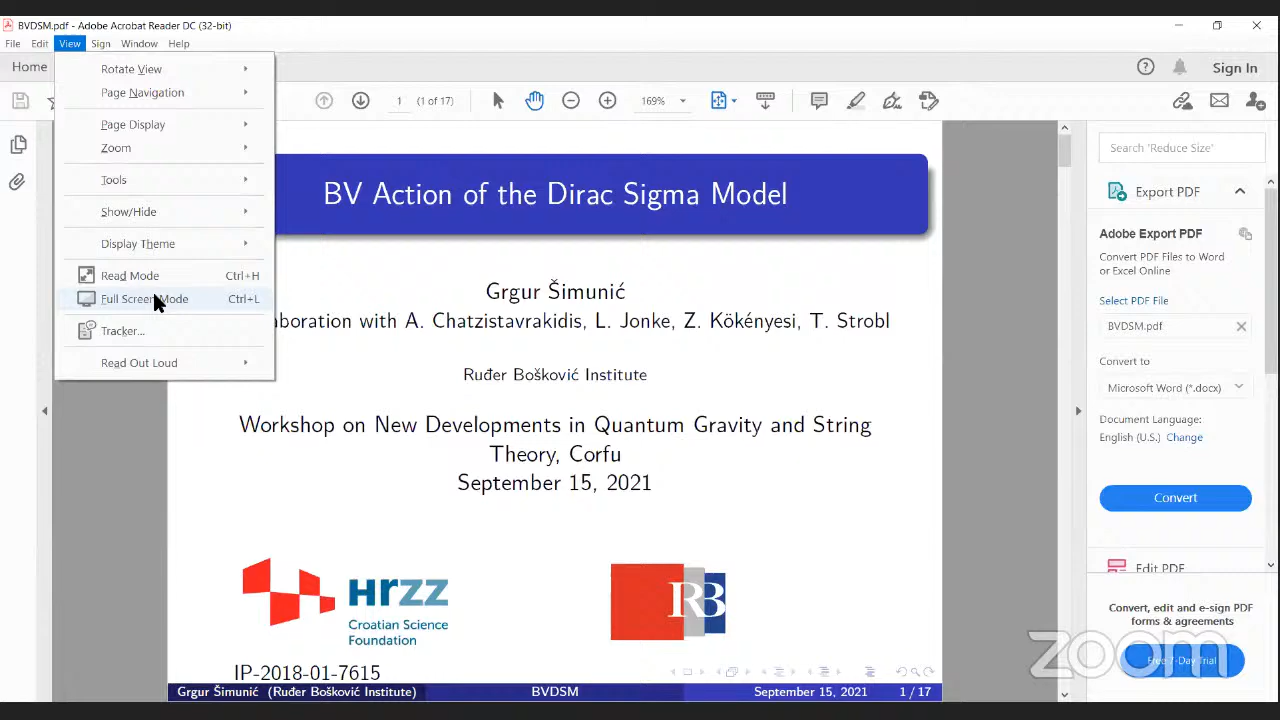 BVDSM.pdf - Adobe Acrobat Reader DC (32-bit)
File Edit View Sign Window Help
Home
Sign In
Rotate View
Page Navigation
Page Display
Zoom
Tools
Show/Hide
Display Theme
Read Mode Ctrl+H
Full Screen Mode Ctrl+L
Tracker...
Read Out Loud
1 (1 of 17)
169%
BV Action of the Dirac Sigma Model
Grgur Šimunić
aboration with A. Chatzistavrakidis, L. Jonke, Z. Kökényesi, T. Strobl
Ruđer Bošković Institute
Workshop on New Developments in Quantum Gravity and String
Theory, Corfu
September 15, 2021
HRZZ
Croatian Science
Foundation
RB
IP-2018-01-7615
Grgur Šimunić (Ruđer Bošković Institute) BVDSM September 15, 2021 1 / 17
Search 'Reduce Size'
Export PDF
Adobe Export PDF
Convert PDF Files to Word
or Excel Online
Select PDF File
BVDSM.pdf
Convert to
Microsoft Word (*.docx)
Document Language:
English (U.S.) Change
Convert
Edit PDF
Convert, edit and e-sign PDF
forms & agreements
Free 7-Day Trial
zoom